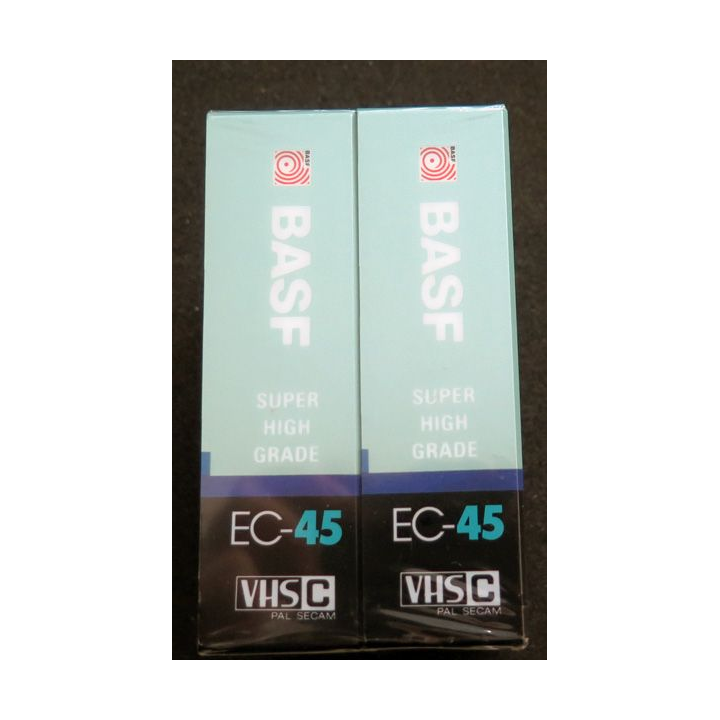 BASF
BASF
SUPER
HIGH
GRADE
EC-45
VHSC
PAL SECAM
BASF
BASF
SUPER
HIGH
GRADE
EC-45
VHSC
PAL SECAM